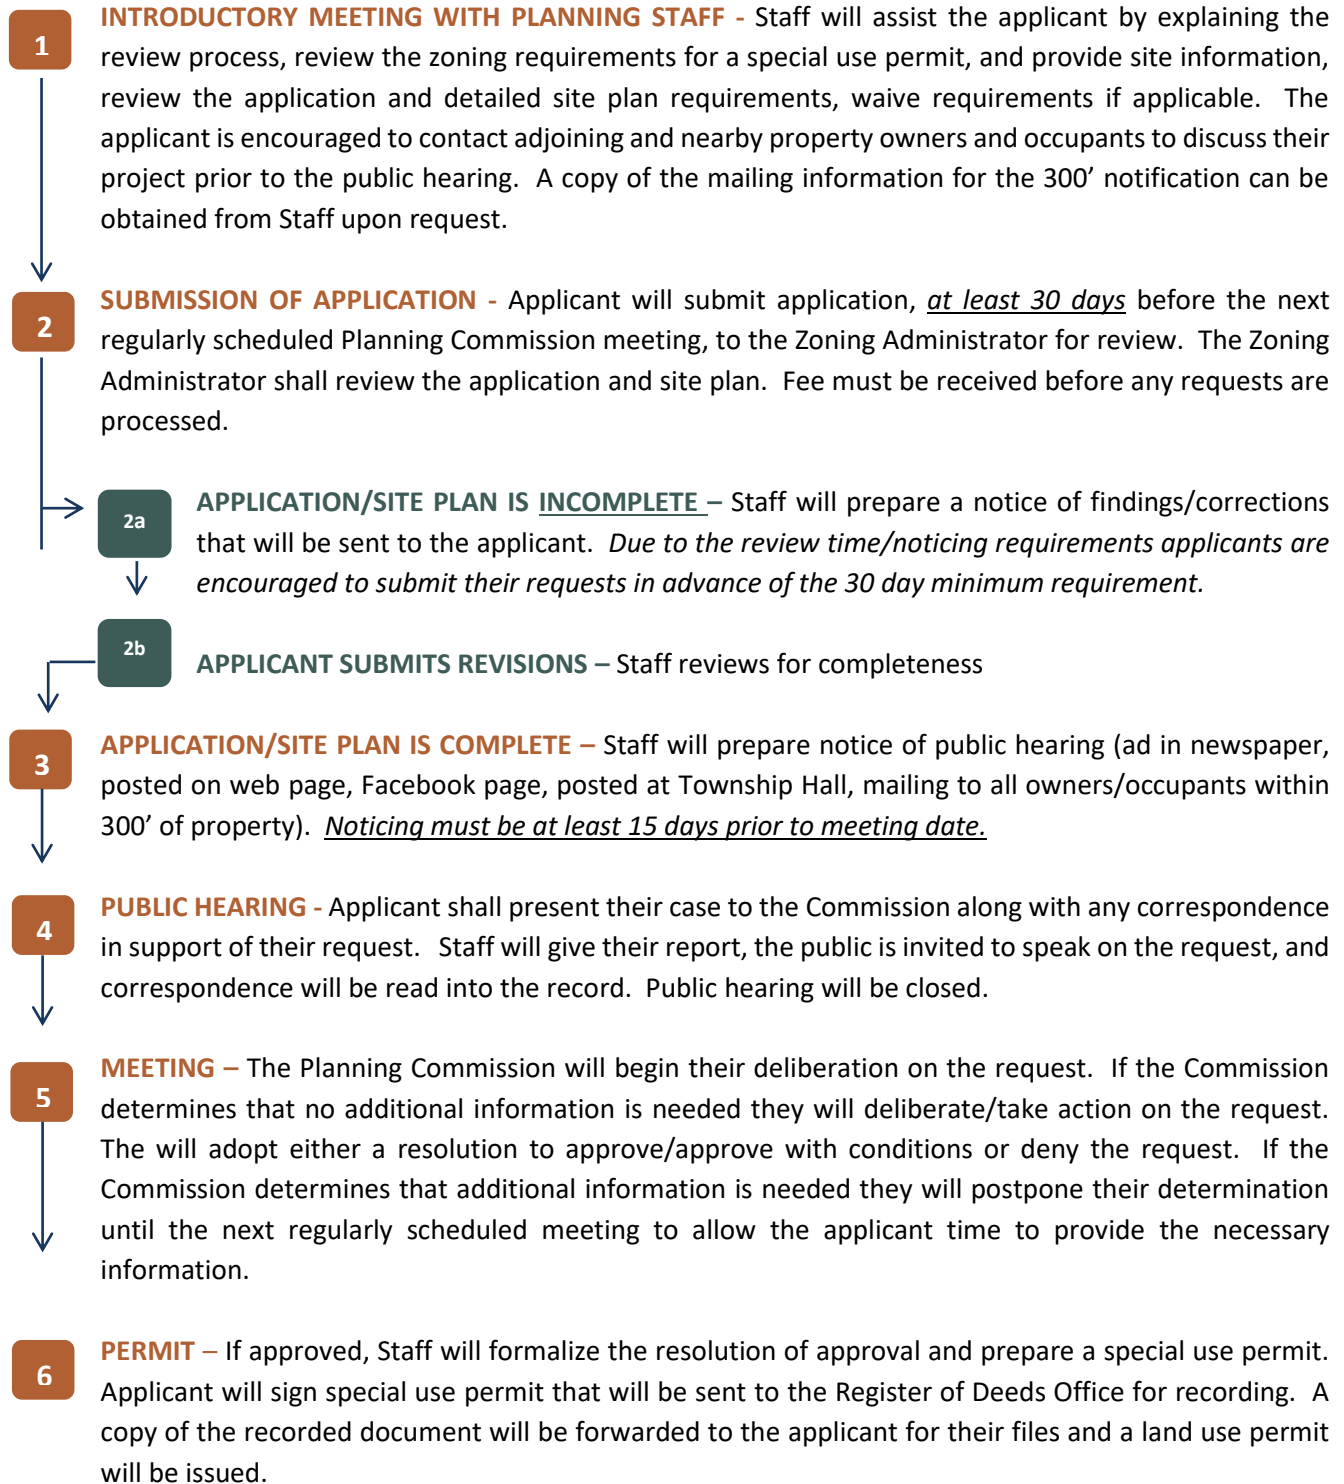 1
INTRODUCTORY MEETING WITH PLANNING STAFF - Staff will assist the applicant by explaining the
review process, review the zoning requirements for a special use permit, and provide site information,
review the application and detailed site plan requirements, waive requirements if applicable. The
applicant is encouraged to contact adjoining and nearby property owners and occupants to discuss their
project prior to the public hearing. A copy of the mailing information for the 300’ notification can be
obtained from Staff upon request.
2
SUBMISSION OF APPLICATION - Applicant will submit application, at least 30 days before the next
regularly scheduled Planning Commission meeting, to the Zoning Administrator for review. The Zoning
Administrator shall review the application and site plan. Fee must be received before any requests are
processed.
2a
APPLICATION/SITE PLAN IS INCOMPLETE – Staff will prepare a notice of findings/corrections
that will be sent to the applicant. Due to the review time/noticing requirements applicants are
encouraged to submit their requests in advance of the 30 day minimum requirement.
2b
APPLICANT SUBMITS REVISIONS – Staff reviews for completeness
3
APPLICATION/SITE PLAN IS COMPLETE – Staff will prepare notice of public hearing (ad in newspaper,
posted on web page, Facebook page, posted at Township Hall, mailing to all owners/occupants within
300’ of property). Noticing must be at least 15 days prior to meeting date.
4
PUBLIC HEARING - Applicant shall present their case to the Commission along with any correspondence
in support of their request. Staff will give their report, the public is invited to speak on the request, and
correspondence will be read into the record. Public hearing will be closed.
5
MEETING – The Planning Commission will begin their deliberation on the request. If the Commission
determines that no additional information is needed they will deliberate/take action on the request.
The will adopt either a resolution to approve/approve with conditions or deny the request. If the
Commission determines that additional information is needed they will postpone their determination
until the next regularly scheduled meeting to allow the applicant time to provide the necessary
information.
6
PERMIT – If approved, Staff will formalize the resolution of approval and prepare a special use permit.
Applicant will sign special use permit that will be sent to the Register of Deeds Office for recording. A
copy of the recorded document will be forwarded to the applicant for their files and a land use permit
will be issued.